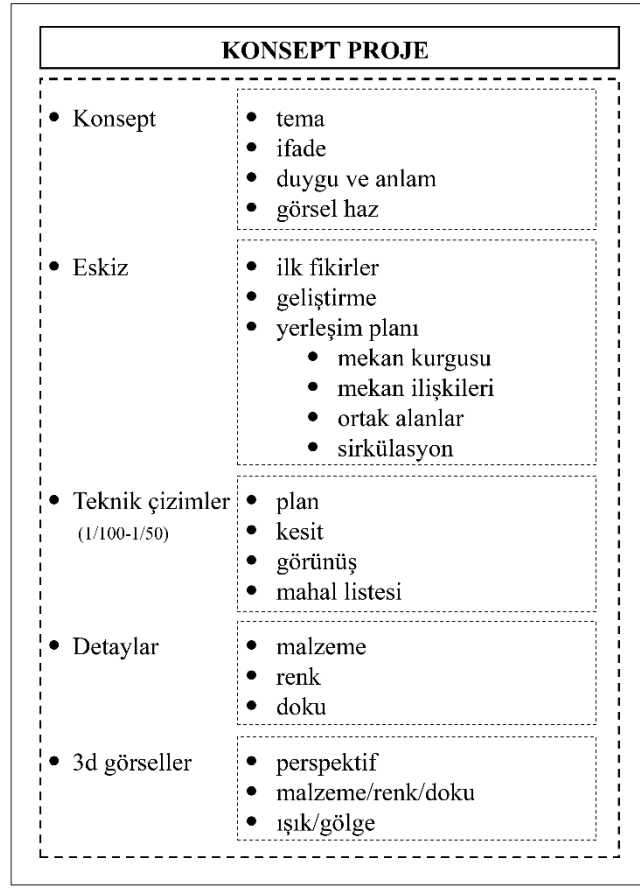 KONSEPT PROJE
• Konsept
• tema
• ifade
• duygu ve anlam
• görsel haz
• Eskiz
• ilk fikirler
• geliştirme
• yerleşim planı
• mekan kurgusu
• mekan ilişkileri
• ortak alanlar
• sirkülasyon
• Teknik çizimler
(1/100-1/50)
• plan
• kesit
• görünüş
• mahal listesi
• Detaylar
• malzeme
• renk
• doku
• 3d görseller
• perspektif
• malzeme/renk/doku
• ışık/gölge